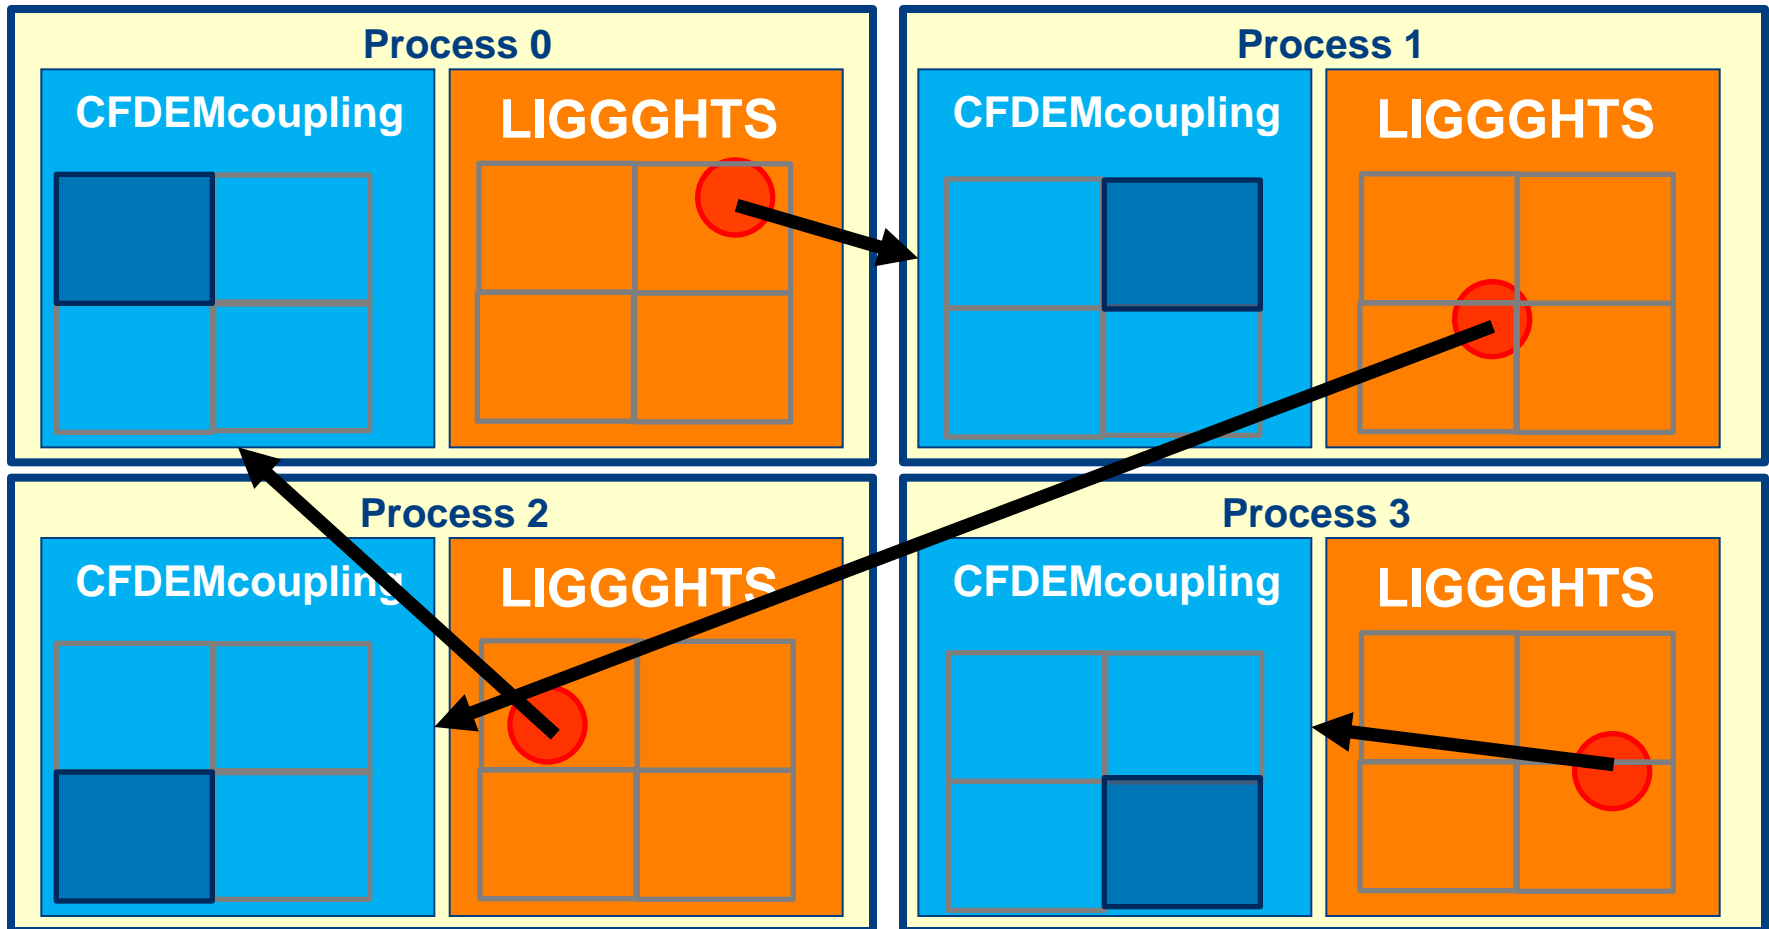 Process 0
CFDEMcoupling
LIGGGHTS
Process 1
CFDEMcoupling
LIGGGHTS
Process 2
CFDEMcoupling
LIGGGHTS
Process 3
CFDEMcoupling
LIGGGHTS